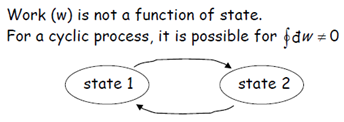 Work (w) is not a function of state.
For a cyclic process, it is possible for ∮đw ≠ 0
state 1
state 2